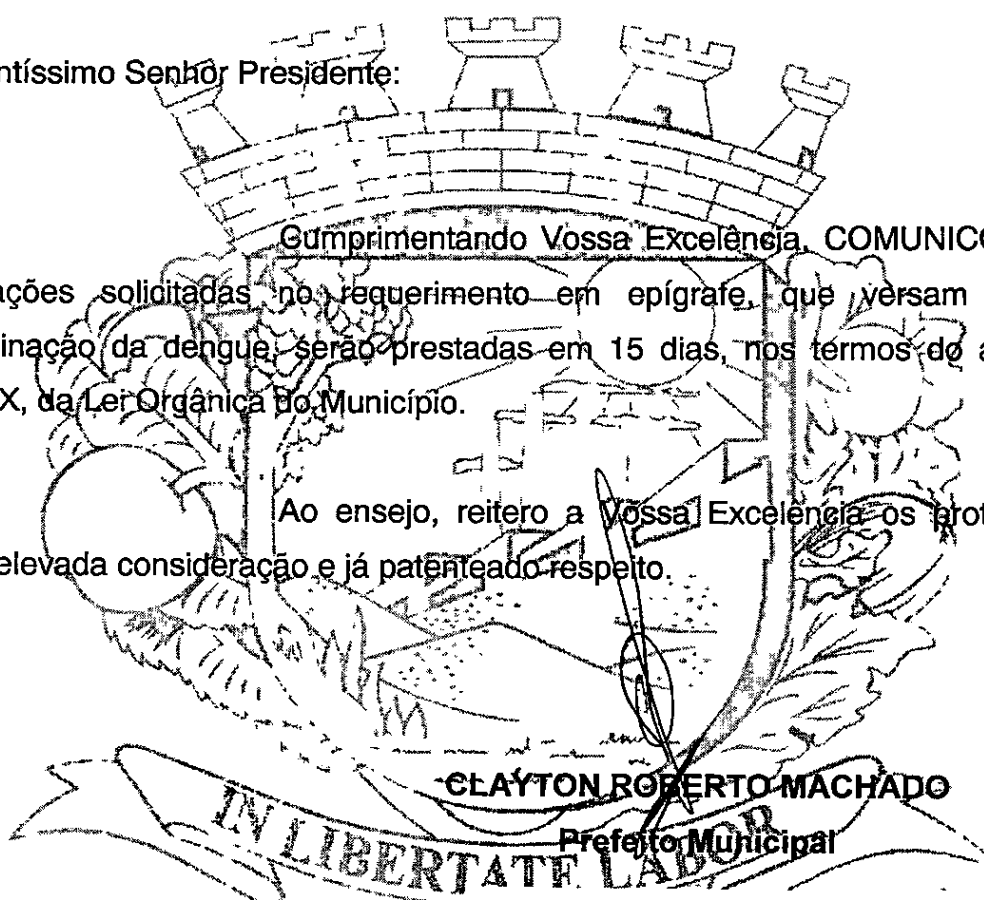 ntíssimo Senhor Presidente:
Cumprimentando Vossa Excelência, COMUNICO
ações solicitadas no requerimento em epígrafe, que versam
inação da dengue, serão prestadas em 15 dias, nos termos do a
X, da Lei Orgânica do Município.
Ao ensejo, reitero a Vossa Excelência os prot
elevada consideração e já patenteado respeito.
CLAYTON ROBERTO MACHADO
Prefeito Municipal
IN LIBERTATE LABOR